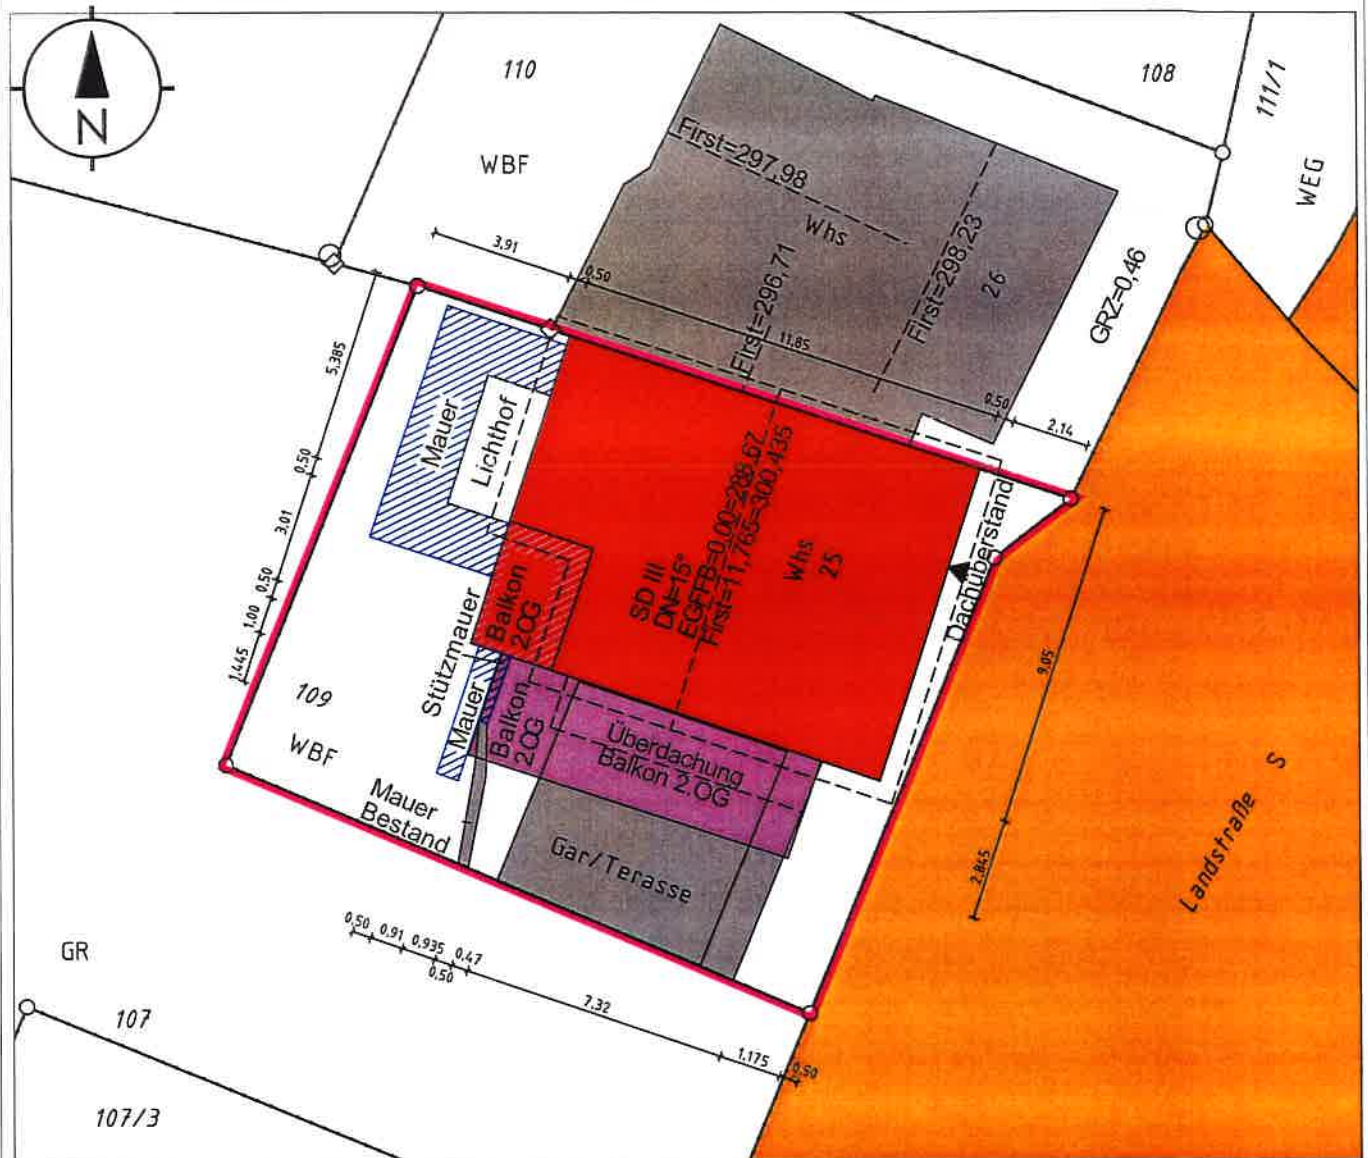 N
110
WBF
108
111/1
WEG
First=297,98
Whs
First=298,23
26
First=296,71
GRZ=0,46
3.91
0.50
11.85
0.50
2.14
5.385
0.50
3.01
0.50
1.00
1.445
Mauer
Lichthof
SD III
DN=15°
EGFFB=0,00=288,67
First=11,765=300,435
Whs
25
Dachüberstand
Balkon
2.OG
Stützmauer
Mauer
Balkon
2.OG
Überdachung
Balkon 2.OG
109
WBF
Mauer
Bestand
Gar/Terasse
9.05
2.845
Landstraße
S
0.50
0.91
0.935
0.50
0.47
7.32
1.175
0.50
GR
107
107/3